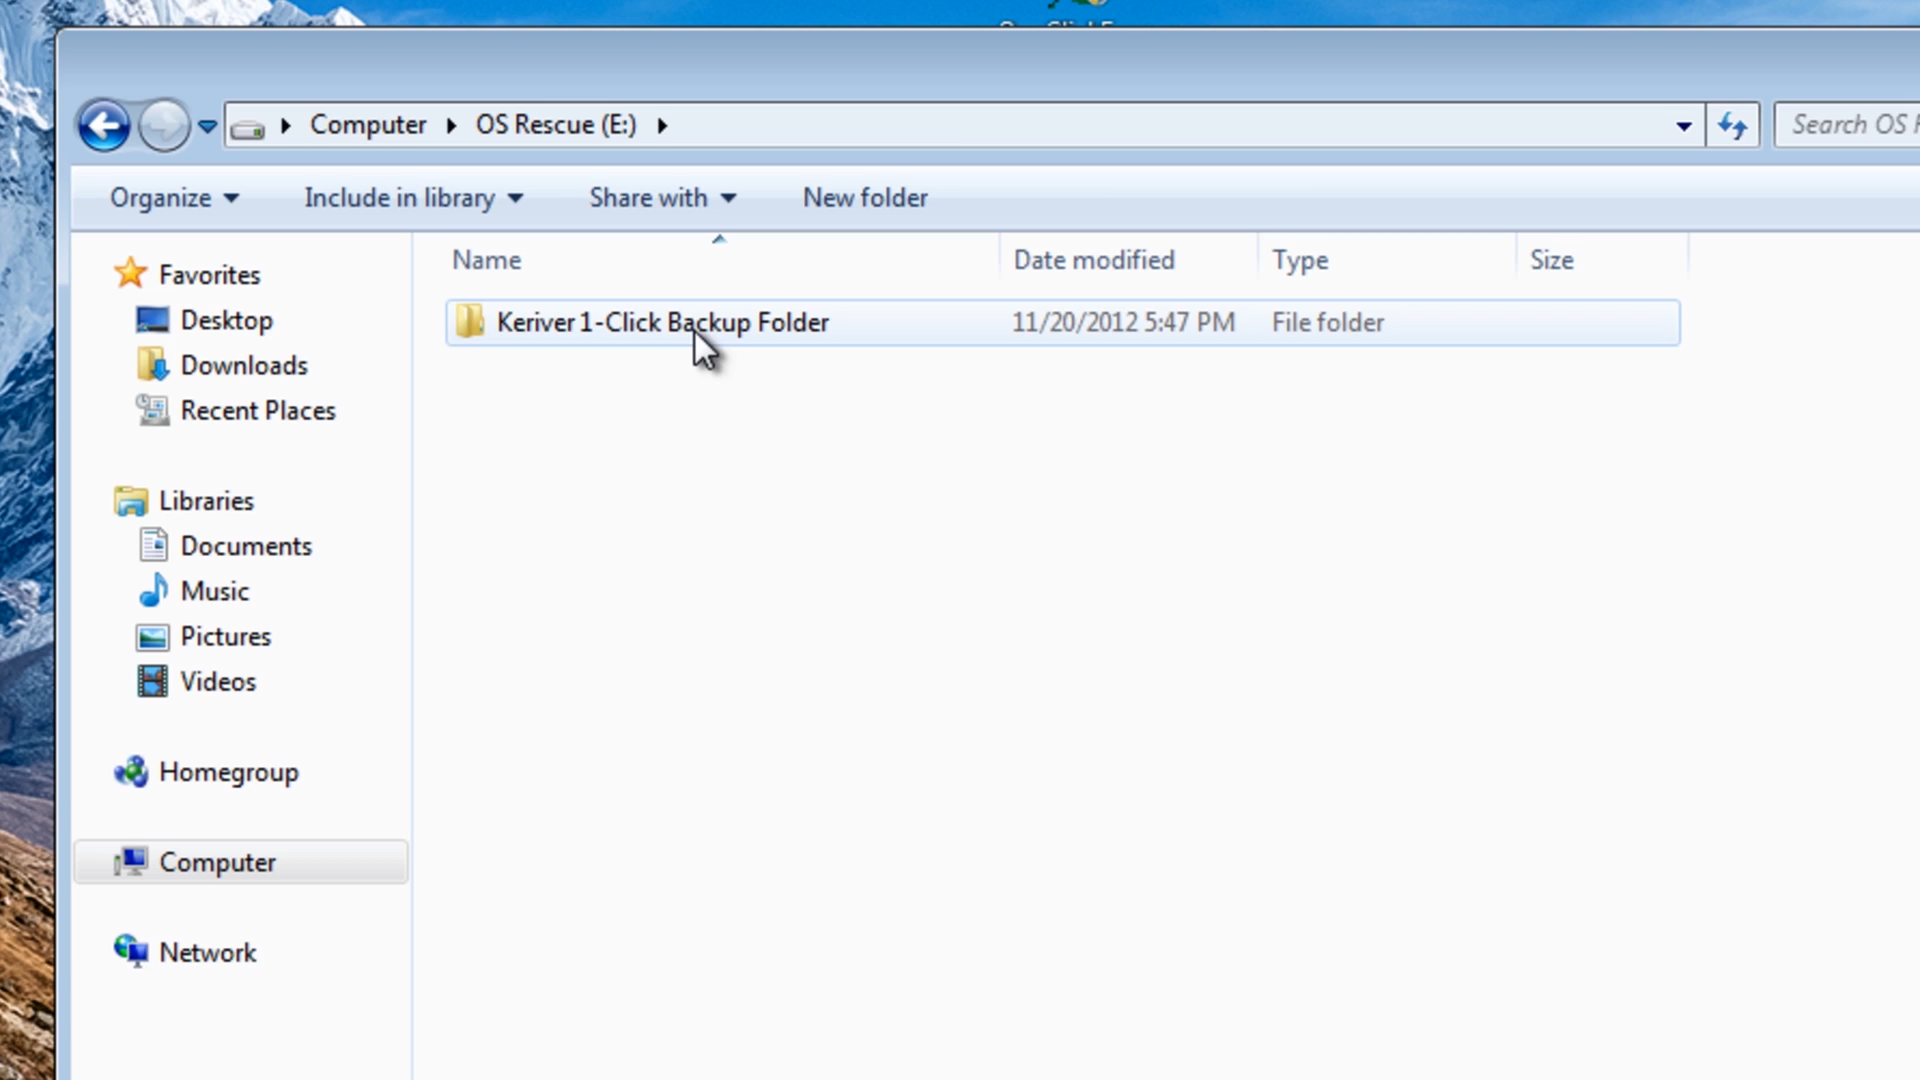 Computer OS Rescue (E:)
Search OS
Organize Include in library Share with New folder
Name Date modified Type Size
Keriver 1-Click Backup Folder 11/20/2012 5:47 PM File folder
Favorites
Desktop
Downloads
Recent Places
Libraries
Documents
Music
Pictures
Videos
Homegroup
Computer
Network